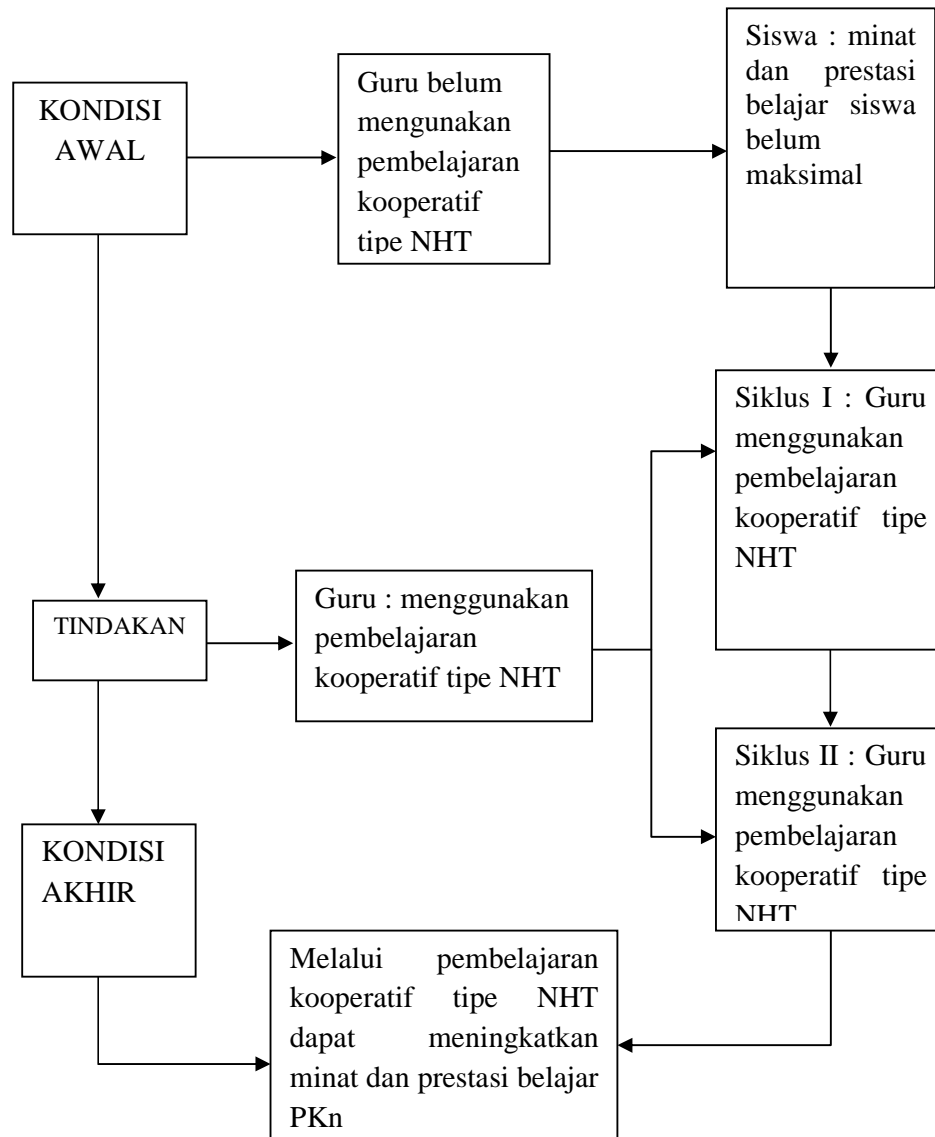 KONDISI
AWAL
Guru belum
mengunakan
pembelajaran
kooperatif
tipe NHT
Siswa : minat
dan prestasi
belajar siswa
belum
maksimal
Siklus I : Guru
menggunakan
pembelajaran
kooperatif tipe
NHT
TINDAKAN
Guru : menggunakan
pembelajaran
kooperatif tipe NHT
Siklus II : Guru
menggunakan
pembelajaran
kooperatif tipe
NHT
KONDISI
AKHIR
Melalui pembelajaran
kooperatif tipe NHT
dapat meningkatkan
minat dan prestasi belajar
PKn